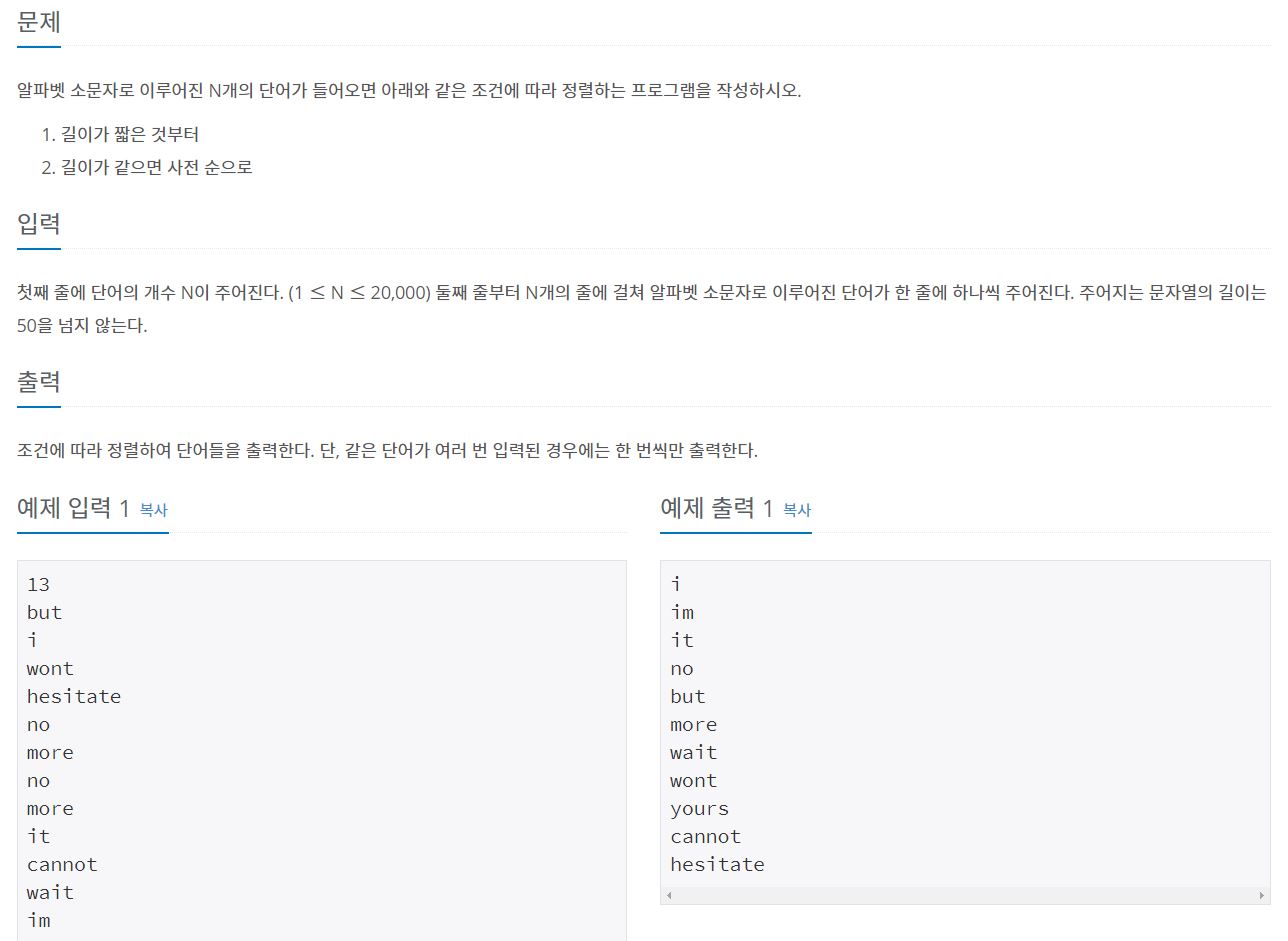 문제
알파벳 소문자로 이루어진 N개의 단어가 들어오면 아래와 같은 조건에 따라 정렬하는 프로그램을 작성하시오.
1. 길이가 짧은 것부터
2. 길이가 같으면 사전 순으로
입력
첫째 줄에 단어의 개수 N이 주어진다. (1 ≤ N ≤ 20,000) 둘째 줄부터 N개의 줄에 걸쳐 알파벳 소문자로 이루어진 단어가 한 줄에 하나씩 주어진다. 주어지는 문자열의 길이는
50을 넘지 않는다.
출력
조건에 따라 정렬하여 단어들을 출력한다. 단, 같은 단어가 여러 번 입력된 경우에는 한 번씩만 출력한다.
예제 입력 1 복사
13
but
i
wont
hesitate
no
more
no
more
it
cannot
wait
im
예제 출력 1 복사
i
im
it
no
but
more
wait
wont
yours
cannot
hesitate